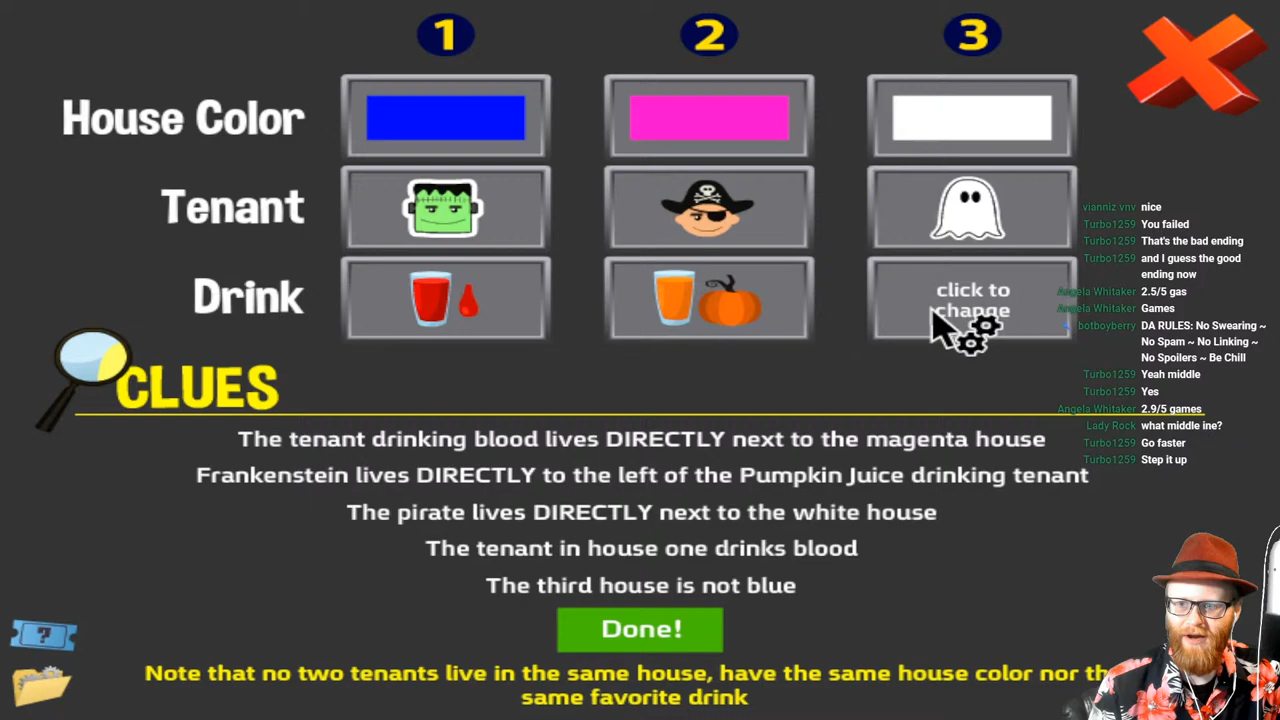 1 2 3
House Color
Tenant
Drink
click to
change
CLUES
The tenant drinking blood lives DIRECTLY next to the magenta house
Frankenstein lives DIRECTLY to the left of the Pumpkin Juice drinking tenant
The pirate lives DIRECTLY next to the white house
The tenant in house one drinks blood
The third house is not blue
Done!
Note that no two tenants live in the same house, have the same house color nor
same favorite drink
?
vianniz vnv nice
Turbo1259 You failed
Turbo1259 That's the bad ending
Turbo1259 and I guess the good
ending now
Angela Whitaker 2.5/5 gas
Angela Whitaker Games
botboyberry DA RULES: No Swearing ~
No Spam ~ No Linking ~
No Spoilers ~ Be Chill
Turbo1259 Yeah middle
Turbo1259 Yes
Angela Whitaker 2.9/5 games
Lady Rock what middle ine?
Turbo1259 Go faster
Turbo1259 Step it up